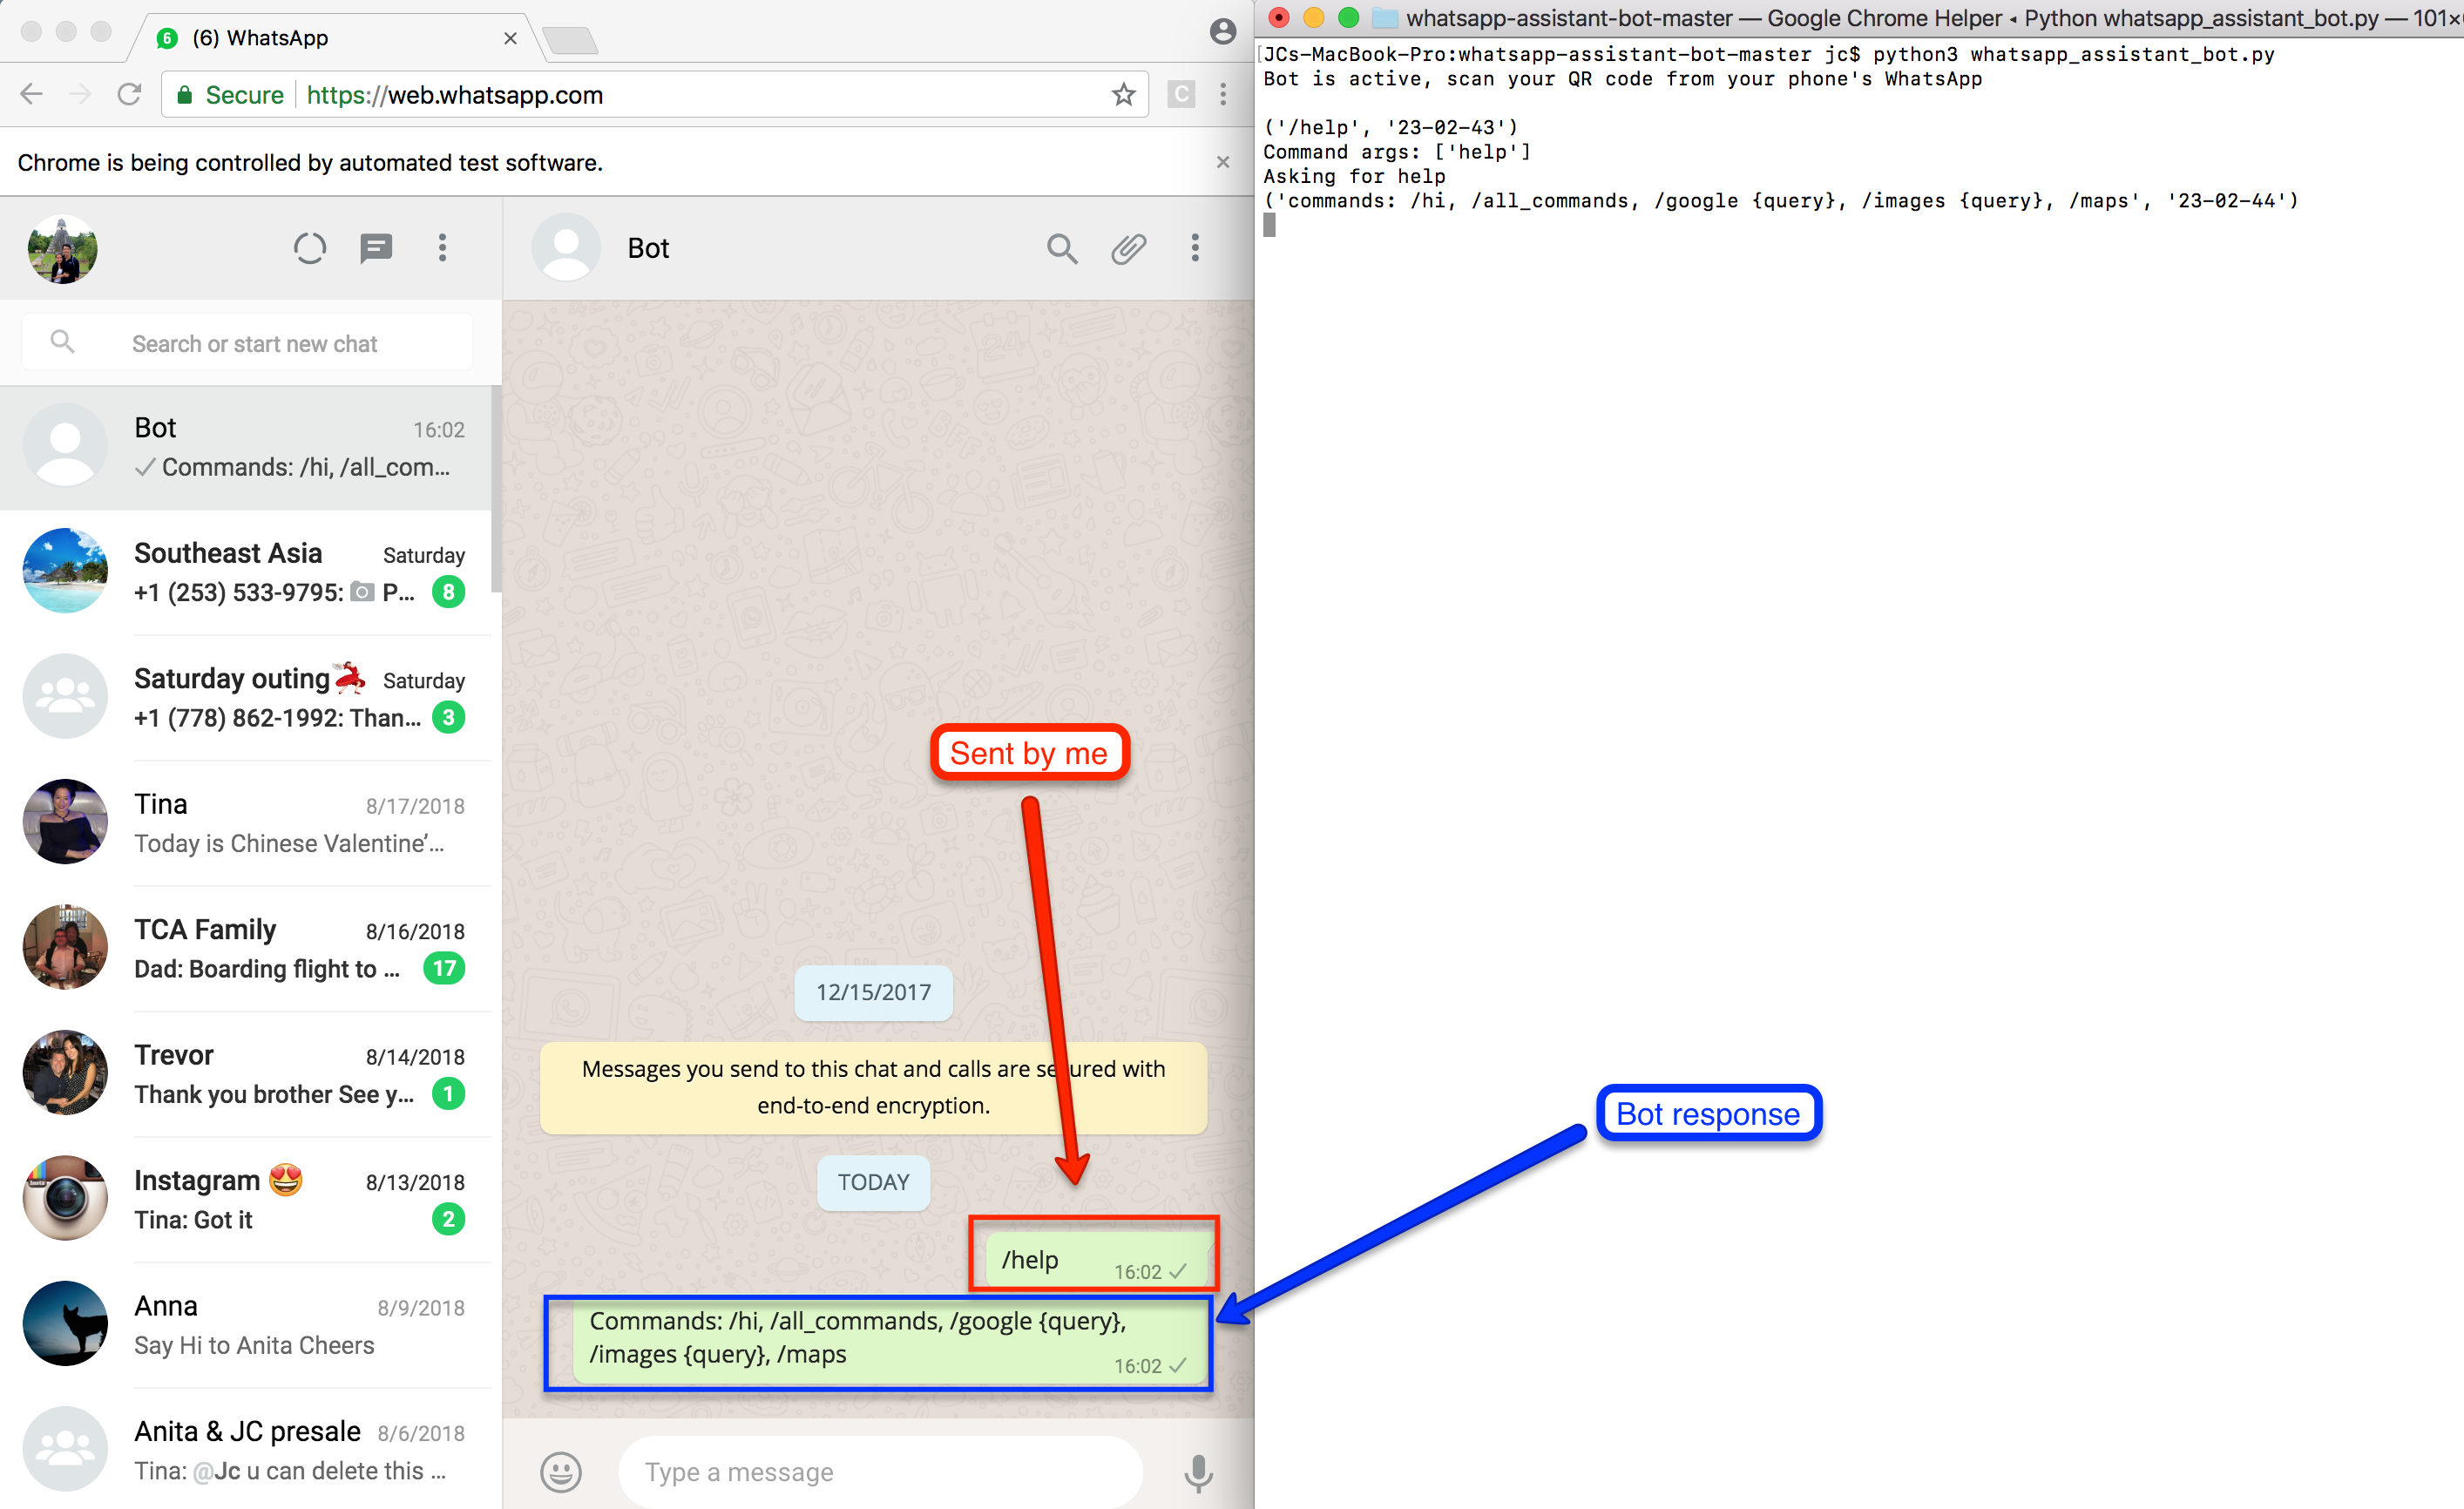 (6) WhatsApp
Secure https://web.whatsapp.com
C
Chrome is being controlled by automated test software.
Search or start new chat
Bot 16:02
Commands: /hi, /all_com...
Southeast Asia Saturday
+1 (253) 533-9795: P... 8
Saturday outing Saturday
+1 (778) 862-1992: Than... 3
Tina 8/17/2018
Today is Chinese Valentine’...
TCA Family 8/16/2018
Dad: Boarding flight to ... 17
Trevor 8/14/2018
Thank you brother See y... 1
Instagram 😍 8/13/2018
Tina: Got it 2
Anna 8/9/2018
Say Hi to Anita Cheers
Anita & JC presale 8/6/2018
Tina: @Jc u can delete this ...
Bot
Sent by me
12/15/2017
Messages you send to this chat and calls are secured with
end-to-end encryption.
TODAY
/help 16:02
Commands: /hi, /all_commands, /google {query},
/images {query}, /maps 16:02
Type a message
Bot response
whatsapp-assistant-bot-master — Google Chrome Helper ◂ Python whatsapp_assistant_bot.py — 101×
JCs-MacBook-Pro:whatsapp-assistant-bot-master jc$ python3 whatsapp_assistant_bot.py
Bot is active, scan your QR code from your phone's WhatsApp
('/help', '23-02-43')
Command args: ['help']
Asking for help
('commands: /hi, /all_commands, /google {query}, /images {query}, /maps', '23-02-44')